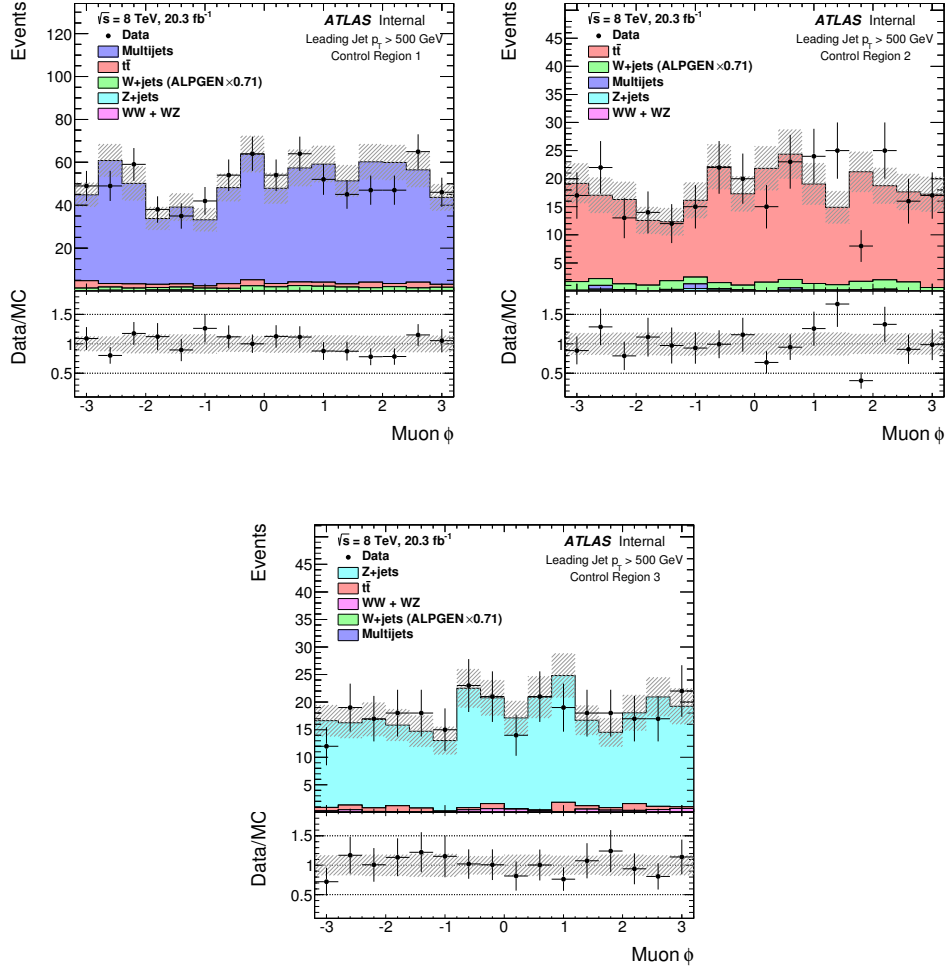 √s = 8 TeV, 20.3 fb⁻¹
Data
Multijets
tt̄
W+jets (ALPGEN×0.71)
Z+jets
WW + WZ
ATLAS Internal
Leading Jet p_T > 500 GeV
Control Region 1
Events
120
100
80
60
40
20
Data/MC
1.5
1
0.5
-3 -2 -1 0 1 2 3
Muon ϕ
√s = 8 TeV, 20.3 fb⁻¹
Data
tt̄
W+jets (ALPGEN×0.71)
Multijets
Z+jets
WW + WZ
ATLAS Internal
Leading Jet p_T > 500 GeV
Control Region 2
Events
45
40
35
30
25
20
15
10
5
Data/MC
1.5
1
0.5
-3 -2 -1 0 1 2 3
Muon ϕ
√s = 8 TeV, 20.3 fb⁻¹
Data
Z+jets
tt̄
WW + WZ
W+jets (ALPGEN×0.71)
Multijets
ATLAS Internal
Leading Jet p_T > 500 GeV
Control Region 3
Events
45
40
35
30
25
20
15
10
5
Data/MC
1.5
1
0.5
-3 -2 -1 0 1 2 3
Muon ϕ